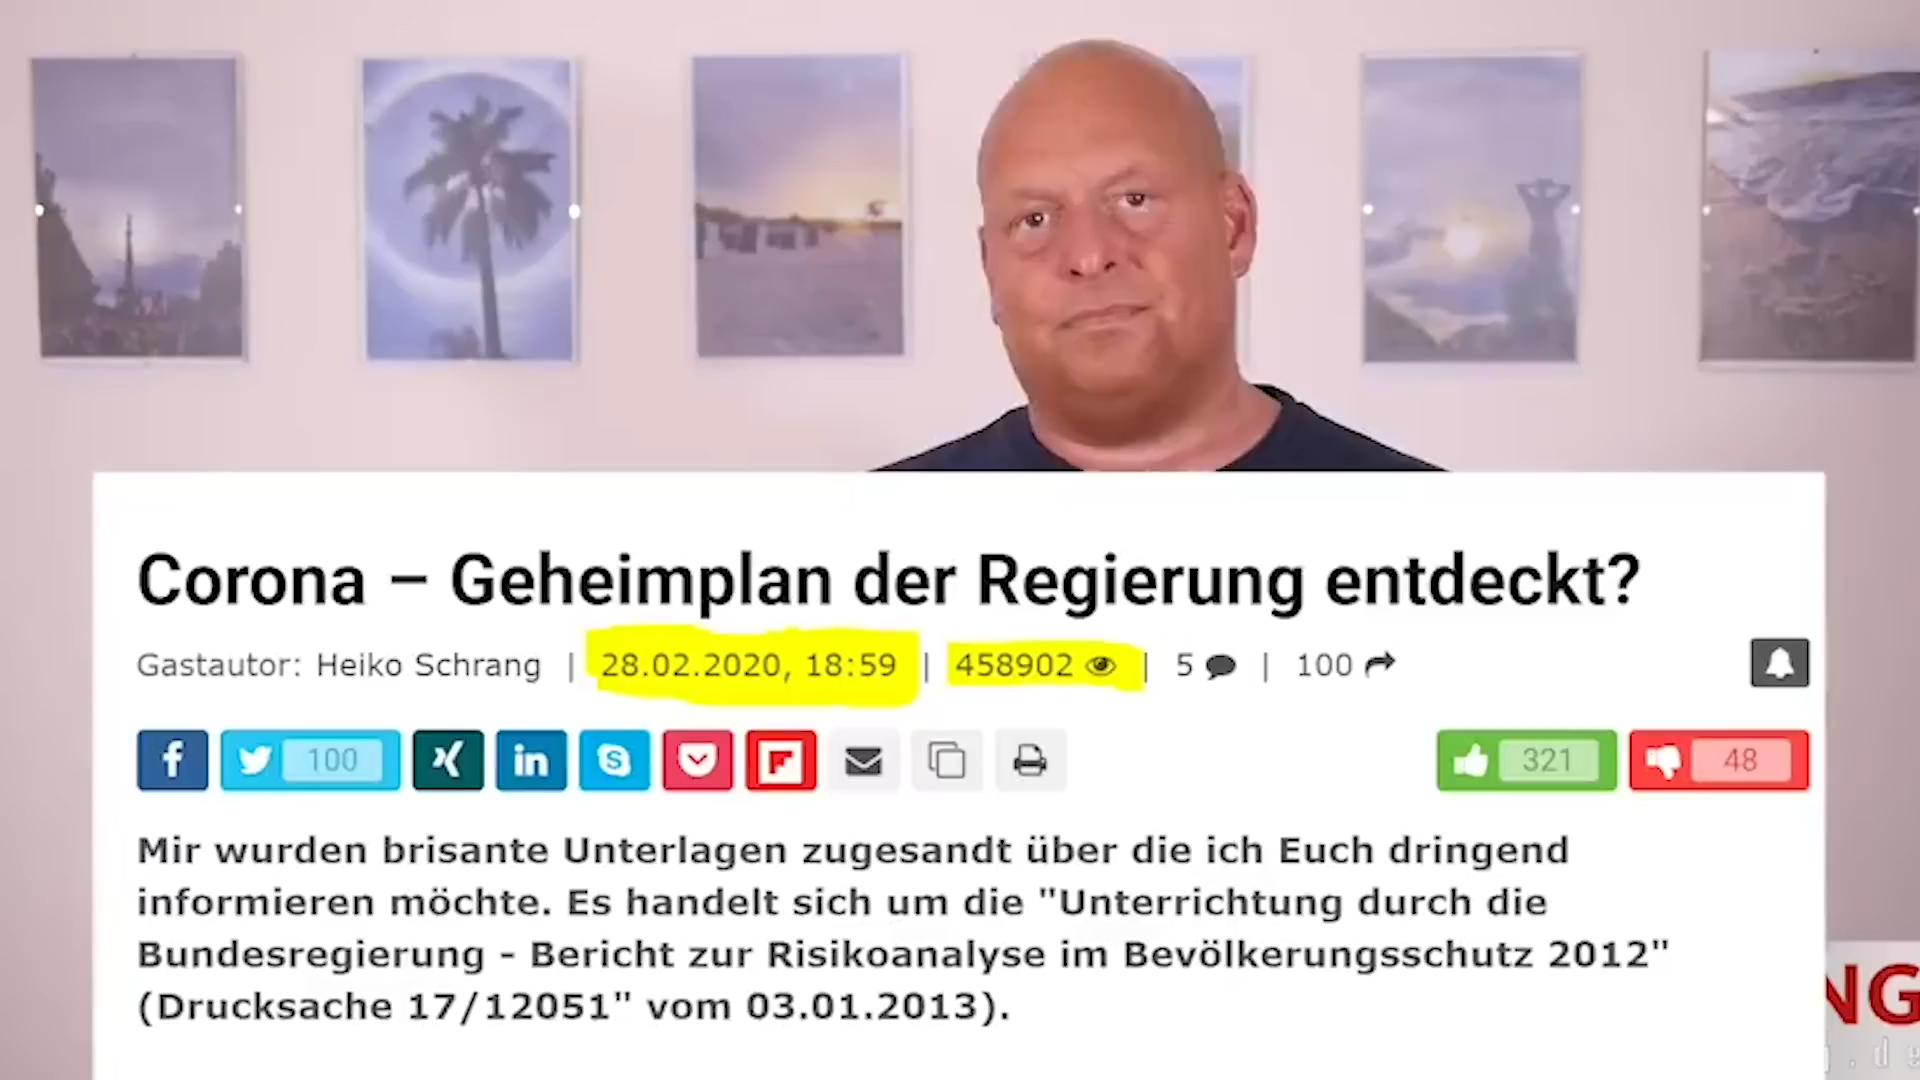 Corona – Geheimplan der Regierung entdeckt?
Gastautor: Heiko Schrang | 28.02.2020, 18:59 | 458902 | 5 | 100
f 100 in S 321 48
Mir wurden brisante Unterlagen zugesandt über die ich Euch dringend
informieren möchte. Es handelt sich um die "Unterrichtung durch die
Bundesregierung - Bericht zur Risikoanalyse im Bevölkerungsschutz 2012"
(Drucksache 17/12051" vom 03.01.2013).
NG
.de